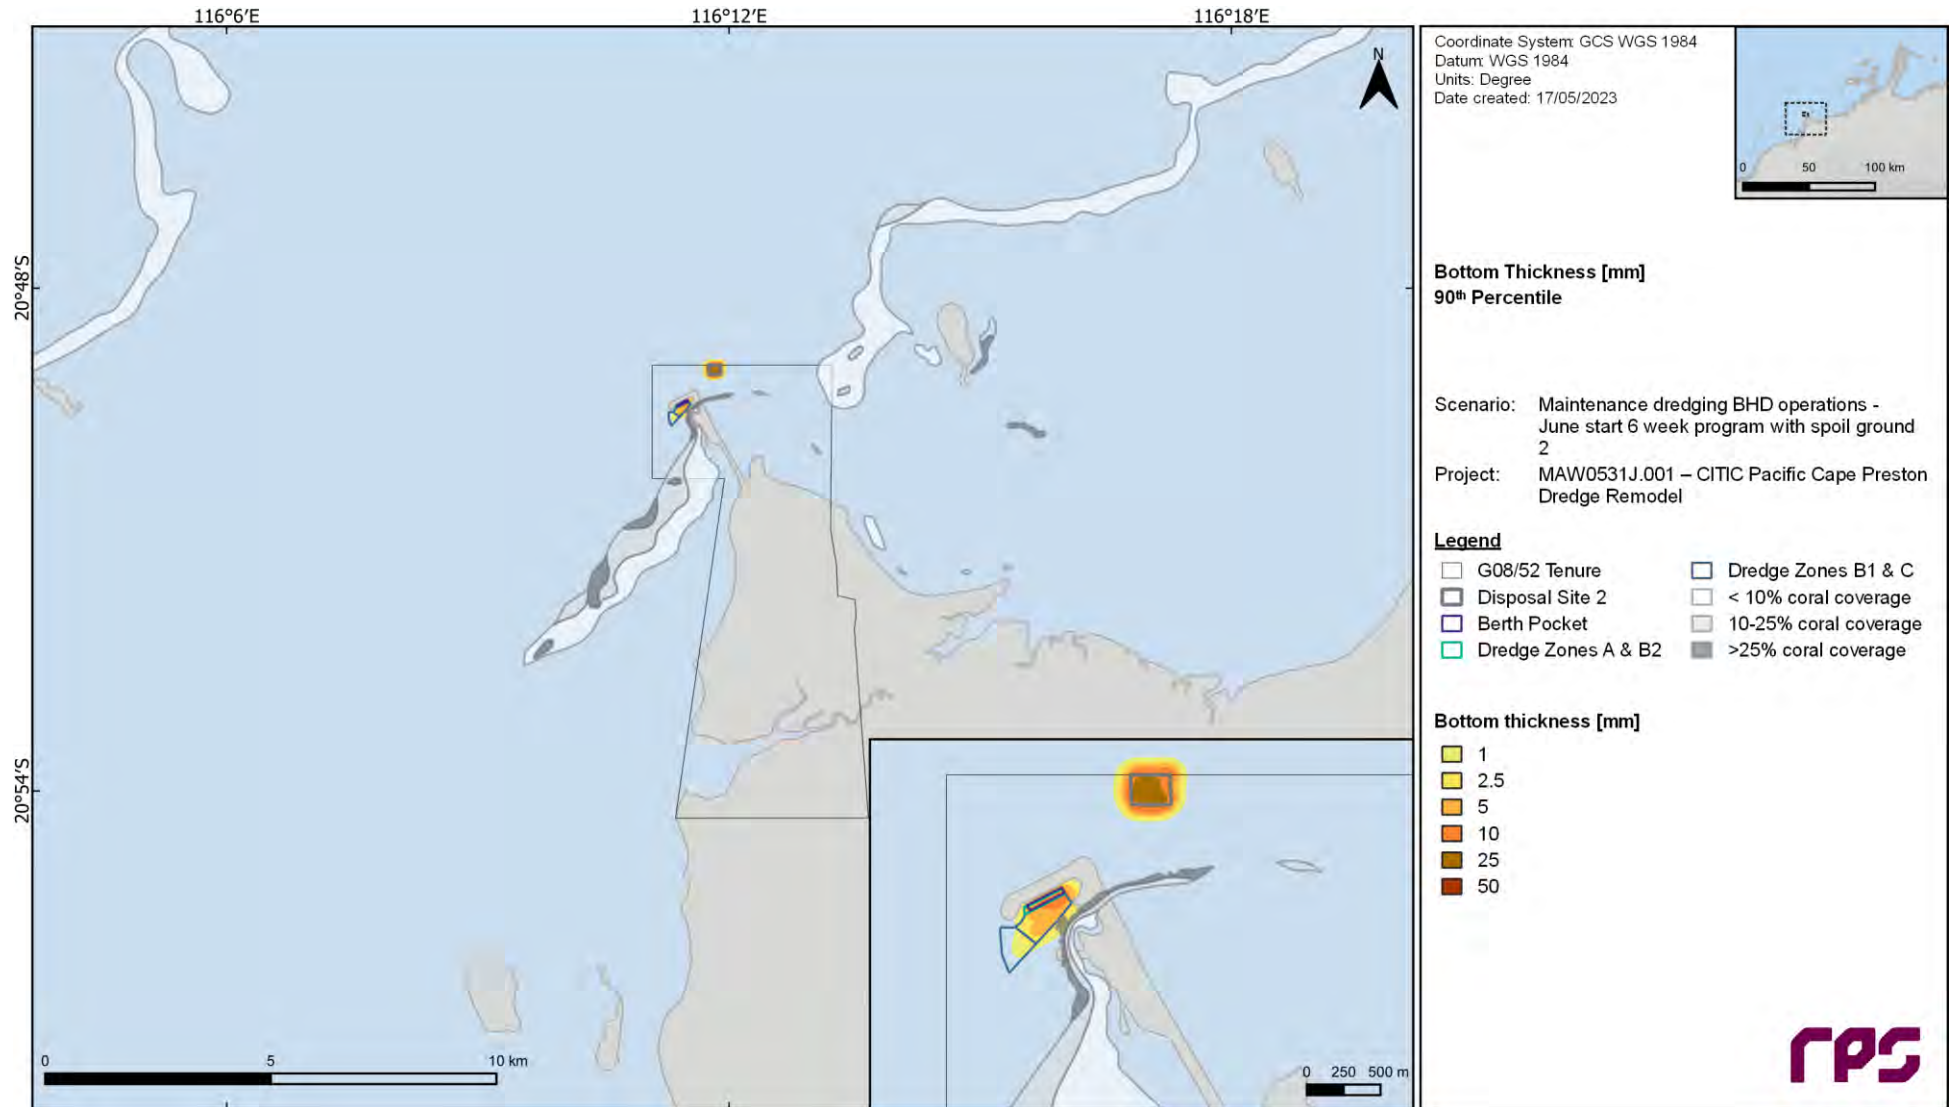 116°6'E
116°12'E
116°18'E
20°48'S
20°54'S
N
0 5 10 km
0 250 500 m
Coordinate System: GCS WGS 1984
Datum: WGS 1984
Units: Degree
Date created: 17/05/2023
0 50 100 km
Bottom Thickness [mm]
90th Percentile
Scenario: Maintenance dredging BHD operations -
June start 6 week program with spoil ground
2
Project: MAW0531J.001 – CITIC Pacific Cape Preston
Dredge Remodel
Legend
G08/52 Tenure
Disposal Site 2
Berth Pocket
Dredge Zones A & B2
Dredge Zones B1 & C
< 10% coral coverage
10-25% coral coverage
>25% coral coverage
Bottom thickness [mm]
1
2.5
5
10
25
50
rps